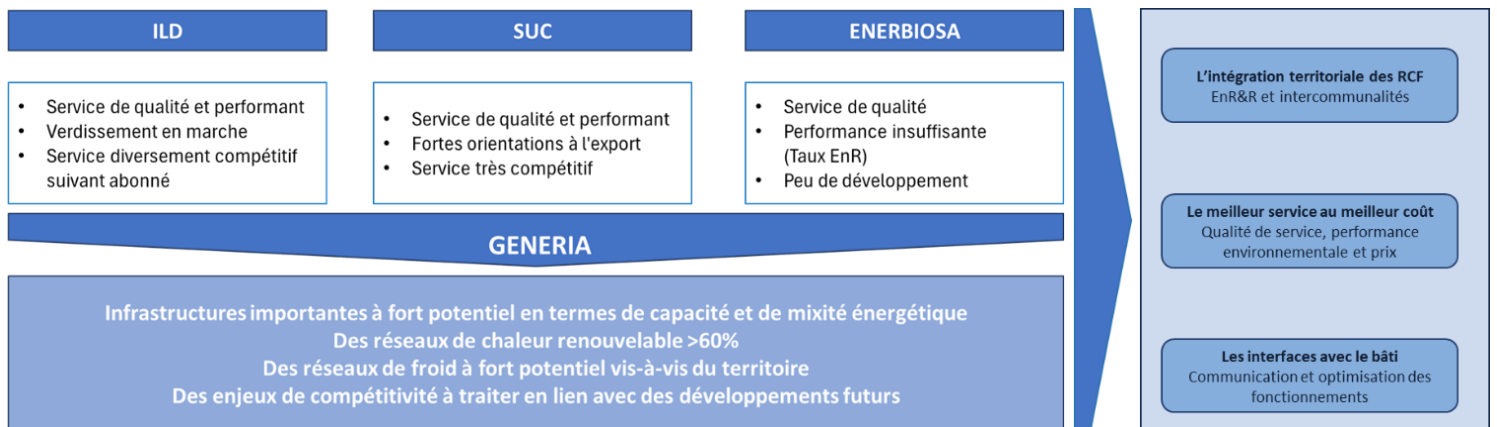 ILD
• Service de qualité et performant
• Verdissement en marche
• Service diversement compétitif
suivant abonné
SUC
• Service de qualité et performant
• Fortes orientations à l'export
• Service très compétitif
ENERBIOSA
• Service de qualité
• Performance insuffisante
(Taux EnR)
• Peu de développement
GENERIA
Infrastructures importantes à fort potentiel en termes de capacité et de mixité énergétique
Des réseaux de chaleur renouvelable >60%
Des réseaux de froid à fort potentiel vis-à-vis du territoire
Des enjeux de compétitivité à traiter en lien avec des développements futurs
L'intégration territoriale des RCF
EnR&R et intercommunalités
Le meilleur service au meilleur coût
Qualité de service, performance
environnementale et prix
Les interfaces avec le bâti
Communication et optimisation des
fonctionnements